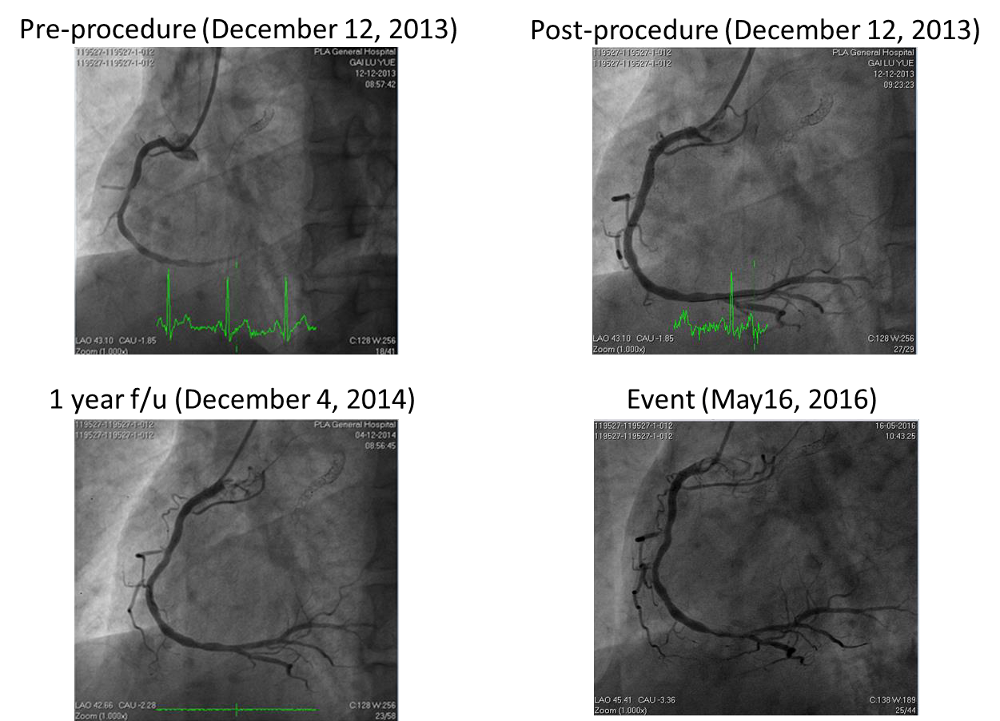 Pre-procedure (December 12, 2013)
119527-119527-1-012
119527-119527-1-012
PLA General Hospital
GAI LU YUE
12-12-2013
08:57:42
LAO 43.10 CAU -1.85
Zoom (1.000x)
C:128 W:256
18/41
Post-procedure (December 12, 2013)
119527-119527-1-012
119527-119527-1-012
PLA General Hospital
GAI LU YUE
12-12-2013
09:23:23
LAO 43.10 CAU -1.85
Zoom (1.000x)
C:128 W:256
27/29
1 year f/u (December 4, 2014)
119527-119527-1-012
119527-119527-1-012
PLA General Hospital
04-12-2014
08:56:45
LAO 42.66 CAU -2.28
Zoom (1.000x)
C:128 W:256
23/58
Event (May16, 2016)
119527-119527-1-012
119527-119527-1-012
16-05-2016
10:43:25
LAO 45.41 CAU -3.36
Zoom (1.000x)
C:138 W:189
25/44